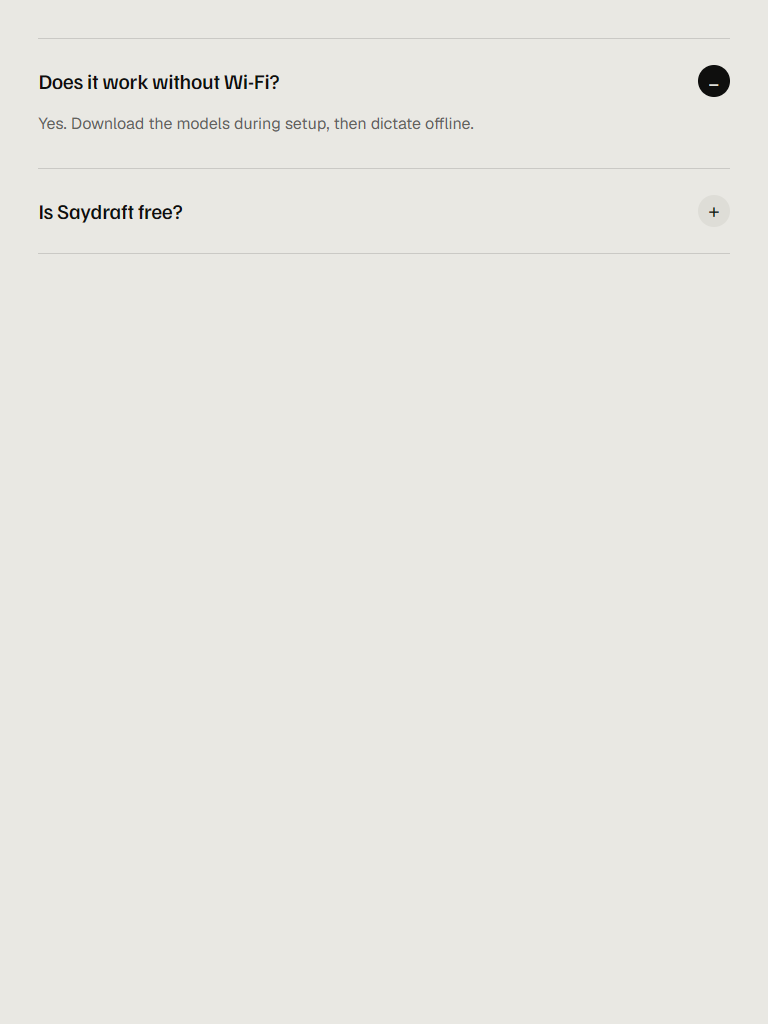 Does it work without Wi-Fi?
Yes. Download the models during setup, then dictate offline.
Is Saydraft free?